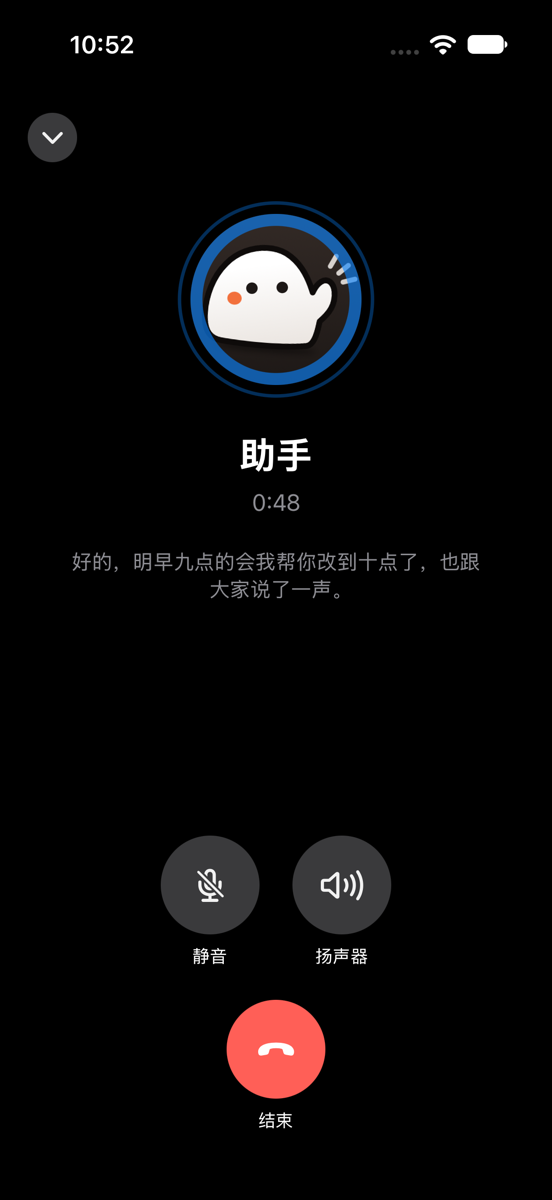 10:52
助手
0:48
好的，明早九点的会我帮你改到十点了，也跟
大家说了一声。
静音
扬声器
结束